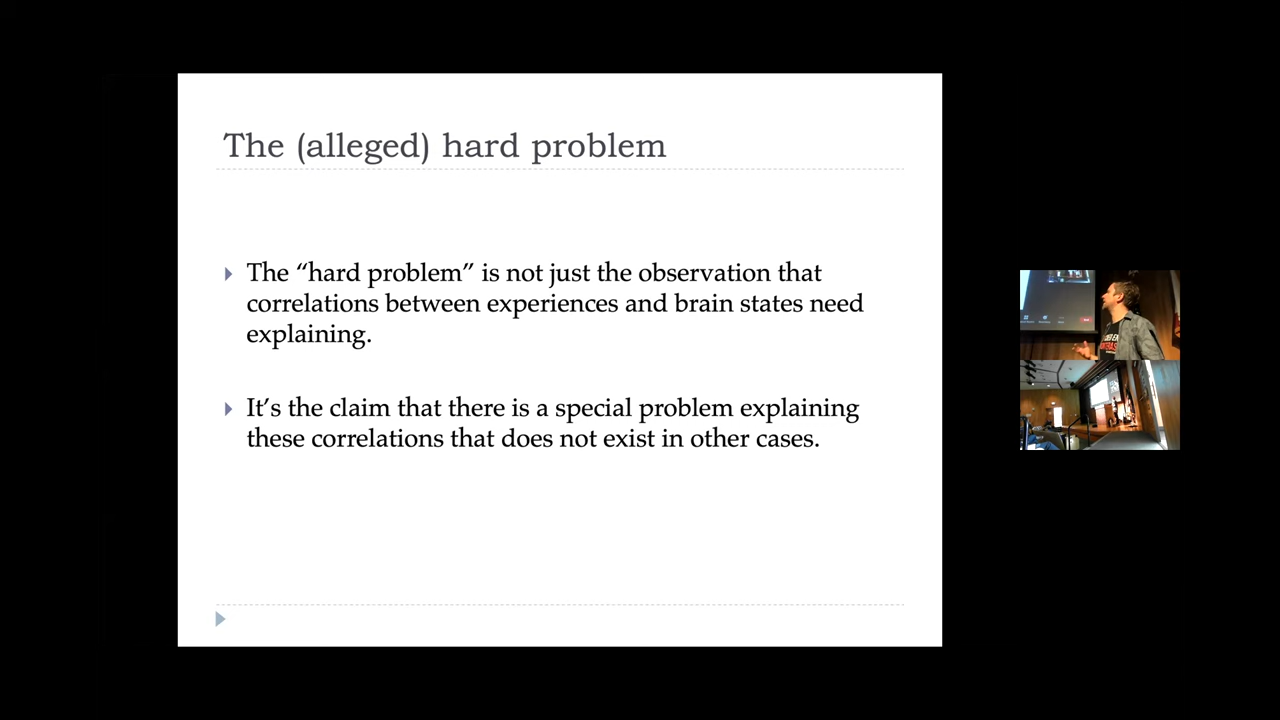 The (alleged) hard problem
The “hard problem” is not just the observation that
correlations between experiences and brain states need
explaining.
It’s the claim that there is a special problem explaining
these correlations that does not exist in other cases.